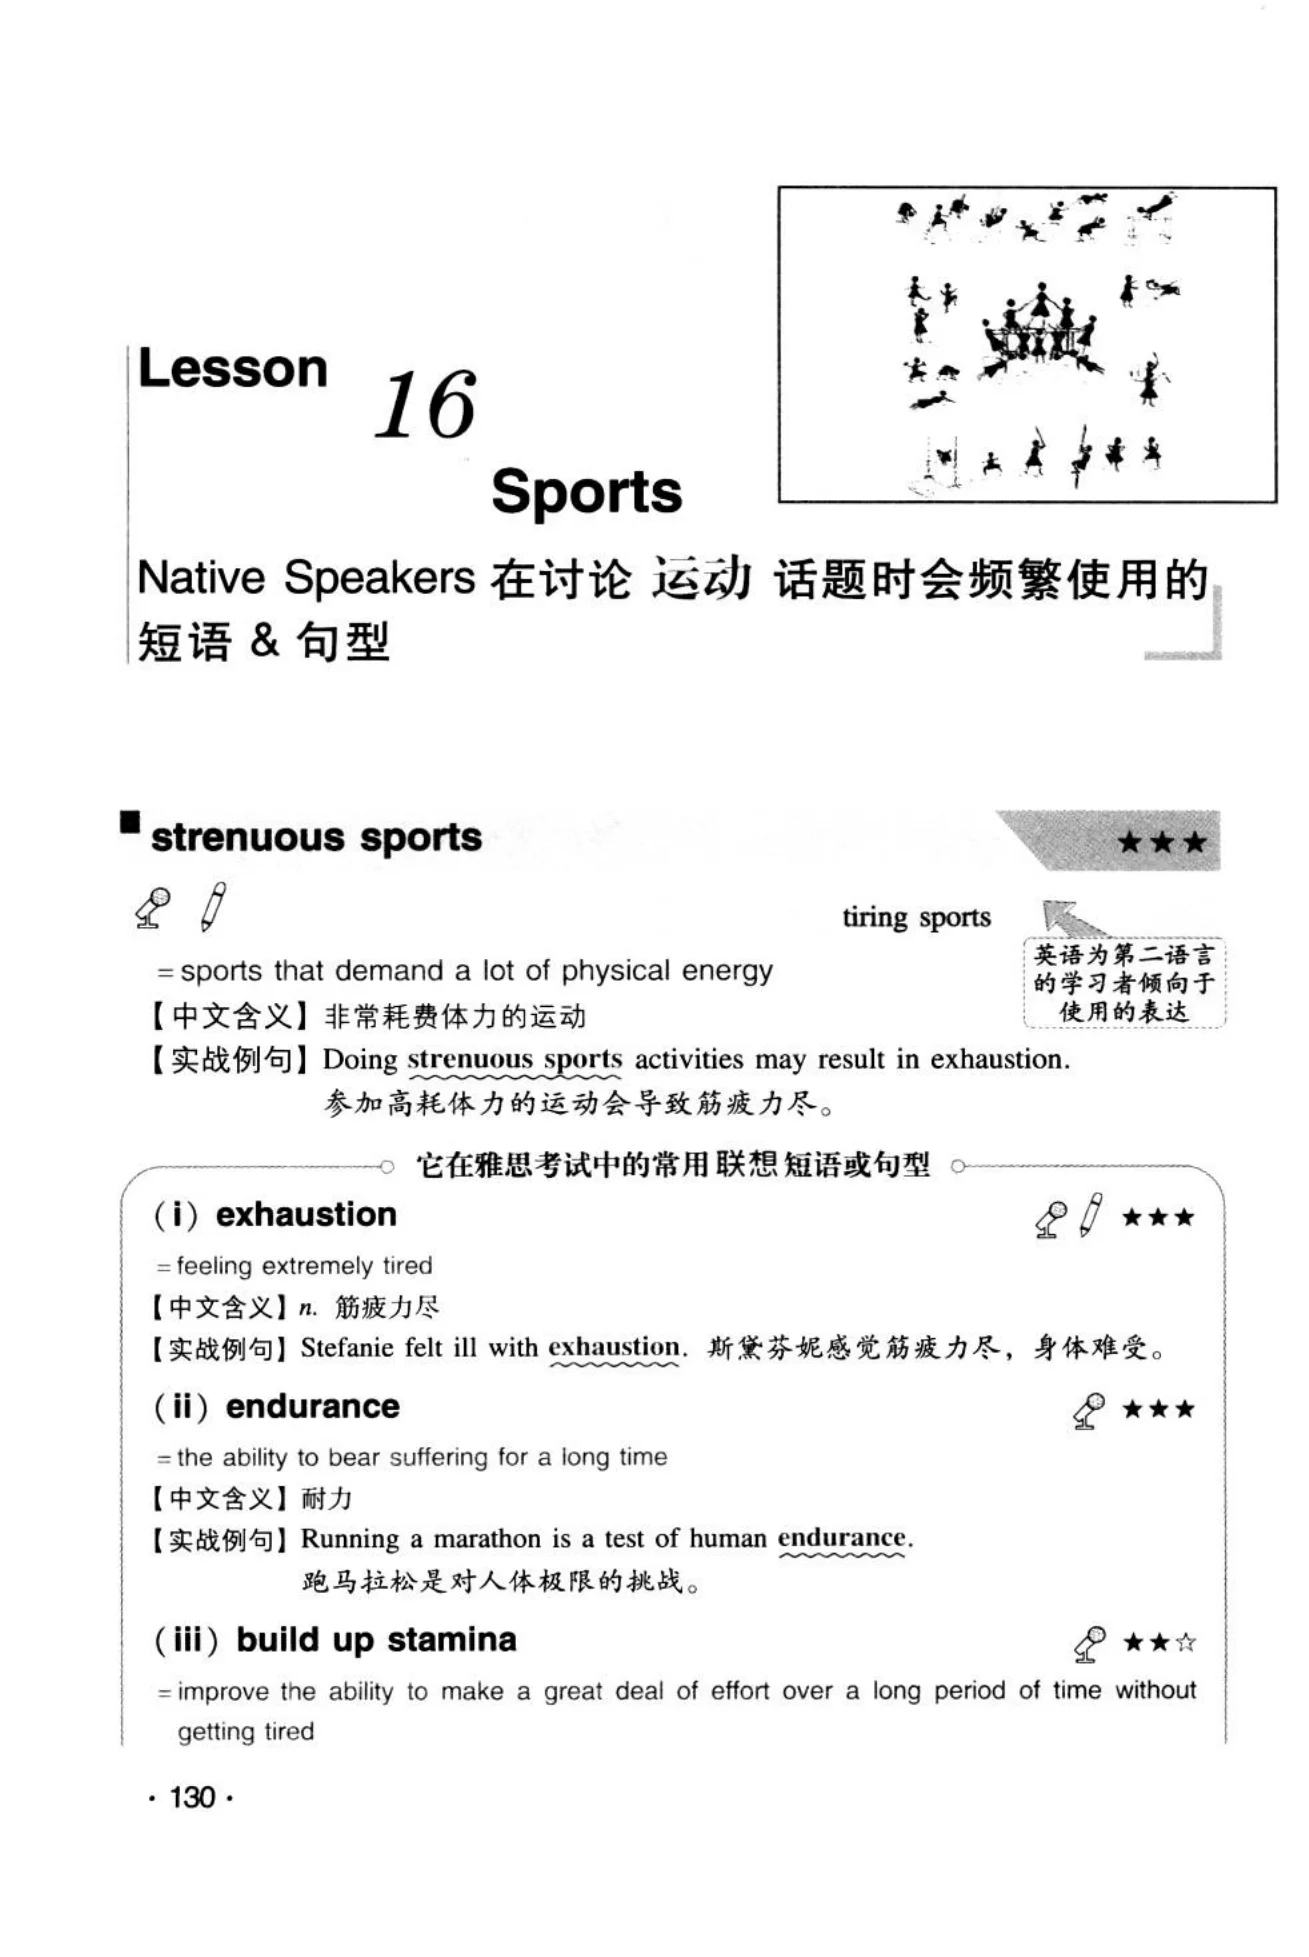 Lesson 16
Sports
Native Speakers 在讨论 运动 话题时会频繁使用的
短语 & 句型
■ strenuous sports ★★★
tiring sports
英语为第二语言
的学习者倾向于
使用的表达
= sports that demand a lot of physical energy
【中文含义】非常耗费体力的运动
【实战例句】Doing strenuous sports activities may result in exhaustion.
参加高耗体力的运动会导致筋疲力尽。
它在雅思考试中的常用联想短语或句型
(i) exhaustion ★★★
= feeling extremely tired
【中文含义】n. 筋疲力尽
【实战例句】Stefanie felt ill with exhaustion. 斯黛芬妮感觉筋疲力尽，身体难受。
(ii) endurance ★★★
= the ability to bear suffering for a long time
【中文含义】耐力
【实战例句】Running a marathon is a test of human endurance.
跑马拉松是对人体极限的挑战。
(iii) build up stamina ★★☆
= improve the ability to make a great deal of effort over a long period of time without
getting tired
· 130 ·